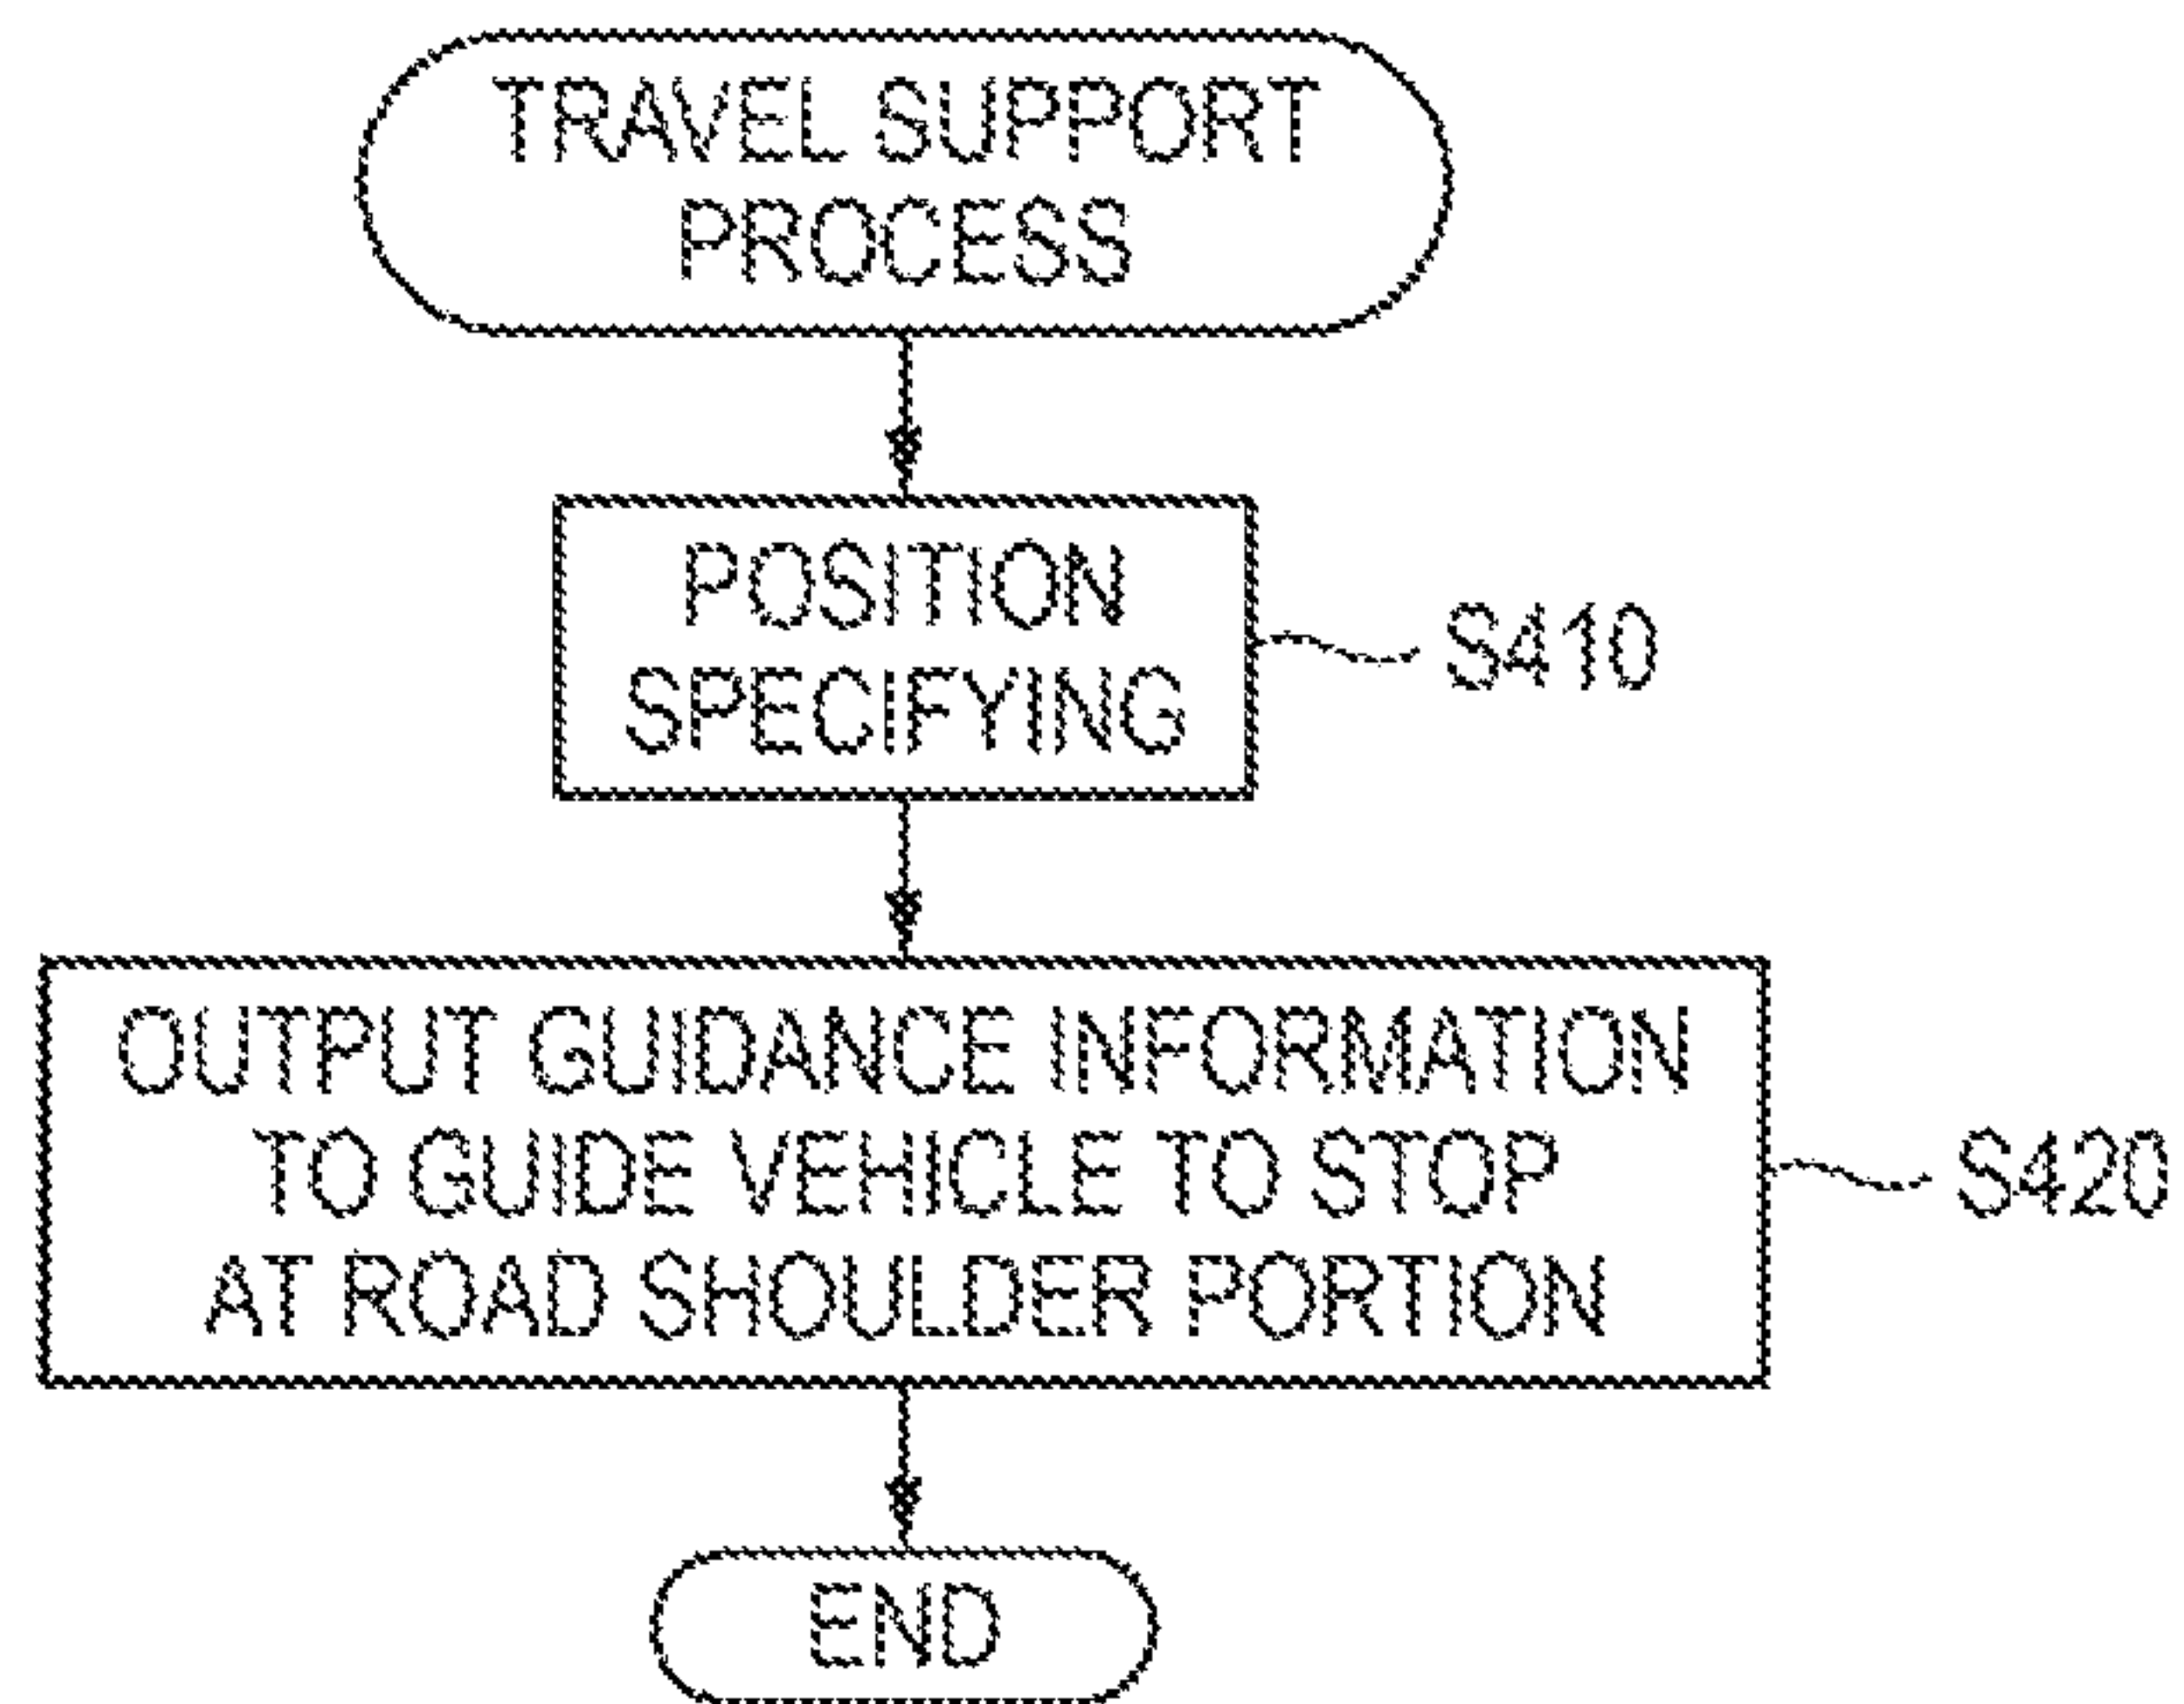 TRAVEL SUPPORT
PROCESS
POSITION
SPECIFYING
S410
OUTPUT GUIDANCE INFORMATION
TO GUIDE VEHICLE TO STOP
AT ROAD SHOULDER PORTION
S420
END